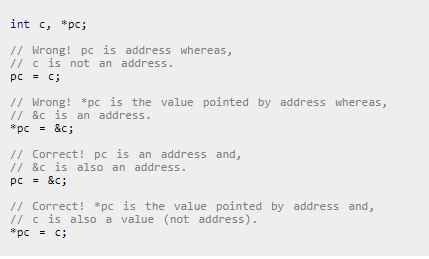 int c, *pc;
// Wrong! pc is address whereas,
// c is not an address.
pc = c;
// Wrong! *pc is the value pointed by address whereas,
// &c is an address.
*pc = &c;
// Correct! pc is an address and,
// &c is also an address.
pc = &c;
// Correct! *pc is the value pointed by address and,
// c is also a value (not address).
*pc = c;